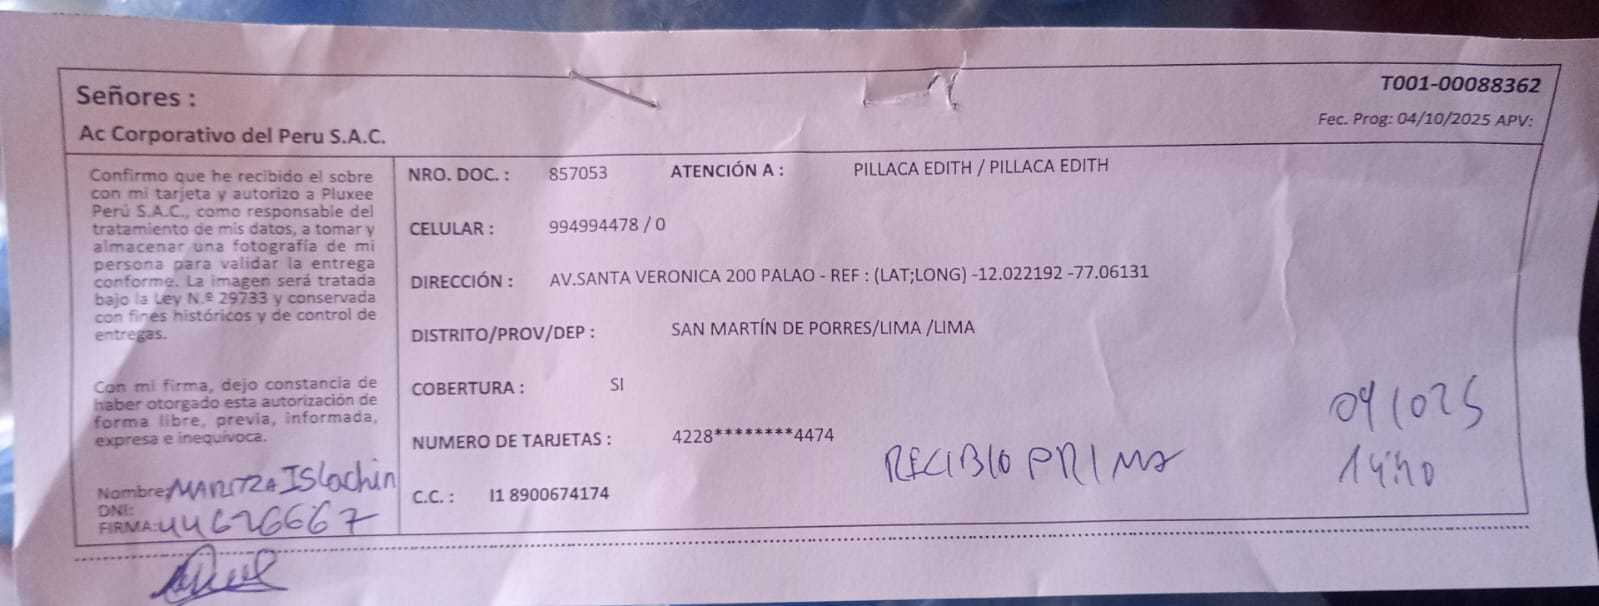 Señores :
T001-00088362
Ac Corporativo del Peru S.A.C.
Fec. Prog: 04/10/2025 APV:
Confirmo que he recibido el sobre
con mi tarjeta y autorizo a Pluxee
Perú S.A.C., como responsable del
tratamiento de mis datos, a tomar y
almacenar una fotografía de mi
persona para validar la entrega
conforme. La imagen será tratada
bajo la Ley N.º 29733 y conservada
con fines históricos y de control de
entregas.
Con mi firma, dejo constancia de
haber otorgado esta autorización de
forma libre, previa, informada,
expresa e inequívoca.
Nombre: MARITZA ISLachin
DNI:
FIRMA: 44626667
NRO. DOC. : 857053 ATENCIÓN A : PILLACA EDITH / PILLACA EDITH
CELULAR : 994994478 / 0
DIRECCIÓN : AV.SANTA VERONICA 200 PALAO - REF : (LAT;LONG) -12.022192 -77.06131
DISTRITO/PROV/DEP : SAN MARTÍN DE PORRES/LIMA /LIMA
COBERTURA : SI
NUMERO DE TARJETAS : 4228********4474
C.C. : I1 8900674174
RECIBIO PRIMA
041025
14:40